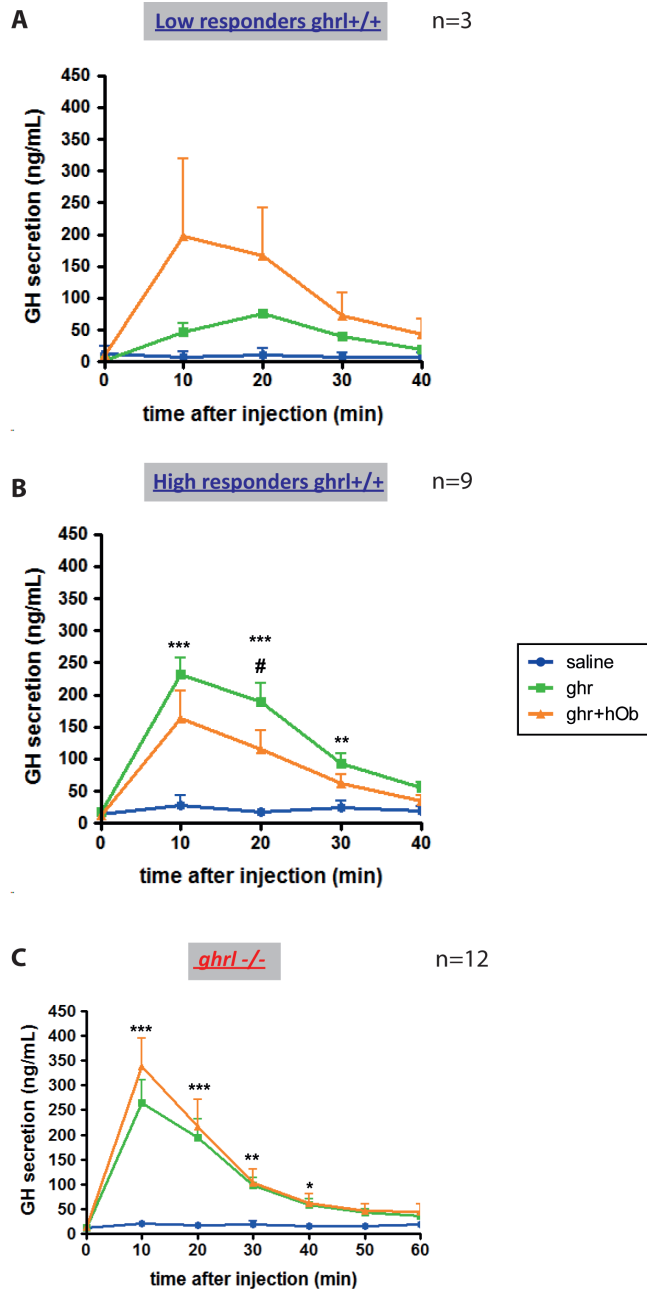 A
Low responders ghrl+/+
n=3
GH secretion (ng/mL)
450
400
350
300
250
200
150
100
50
0
0 10 20 30 40
time after injection (min)
B
High responders ghrl+/+
n=9
GH secretion (ng/mL)
450
400
350
300
250
200
150
100
50
0
***
***
#
**
0 10 20 30 40
time after injection (min)
saline
ghr
ghr+hOb
C
ghrl -/-
n=12
GH secretion (ng/mL)
450
400
350
300
250
200
150
100
50
0
***
***
**
*
0 10 20 30 40 50 60
time after injection (min)